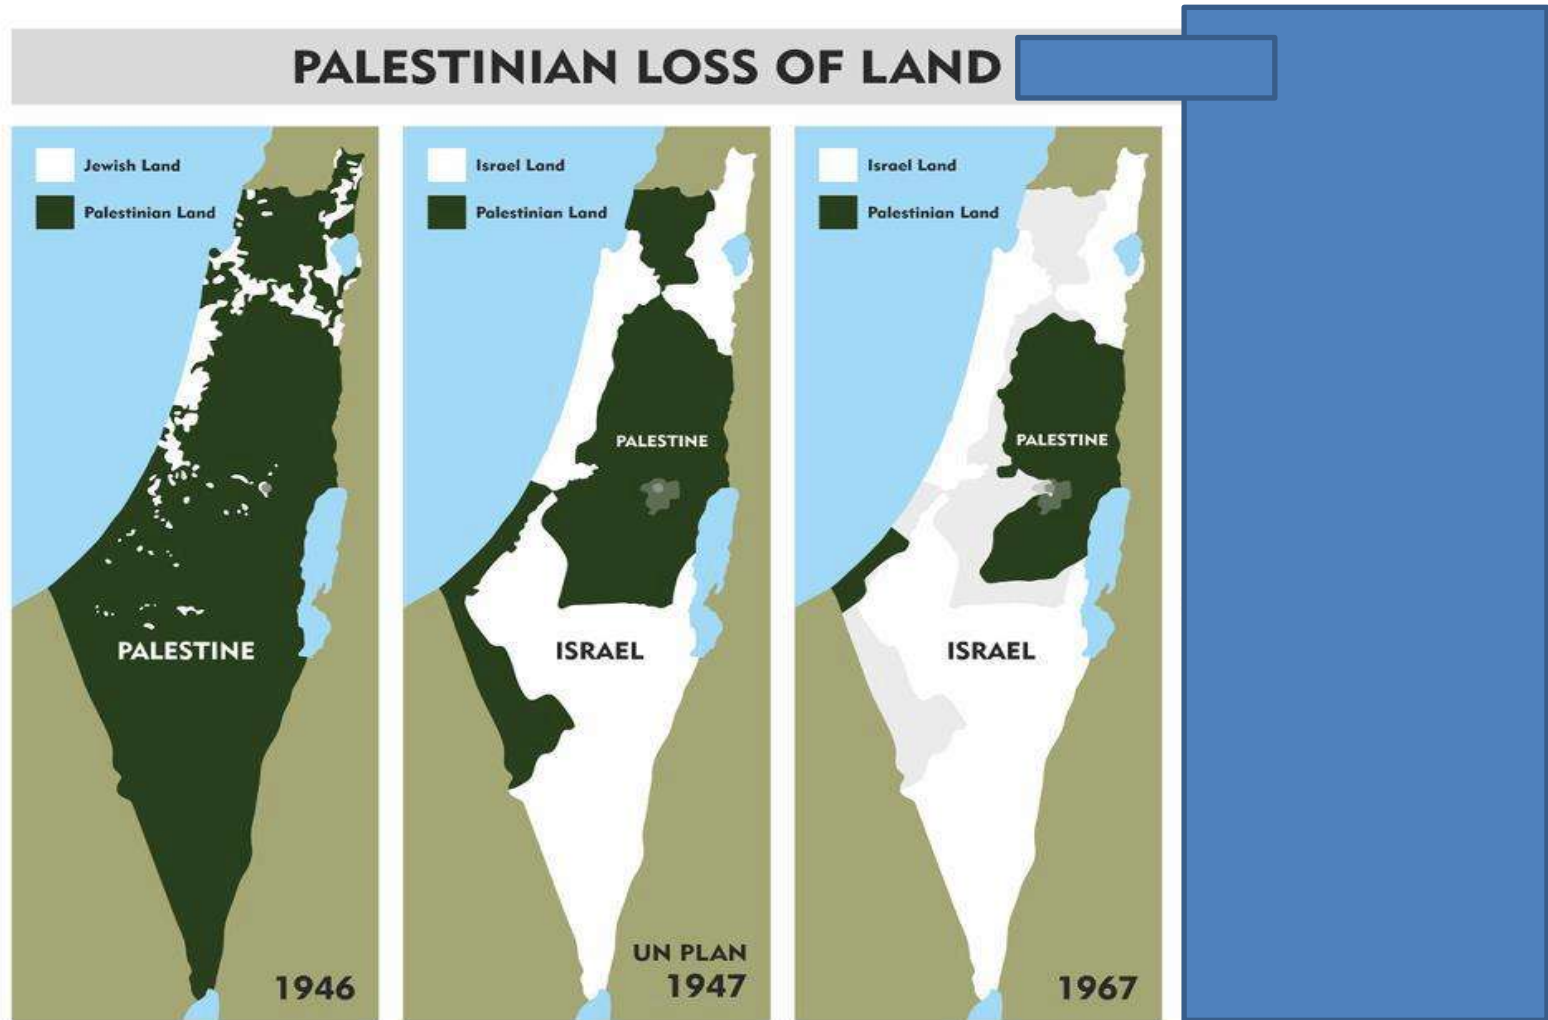 PALESTINIAN LOSS OF LAND
Jewish Land
Palestinian Land
PALESTINE
1946
Israel Land
Palestinian Land
PALESTINE
ISRAEL
UN PLAN
1947
Israel Land
Palestinian Land
PALESTINE
ISRAEL
1967